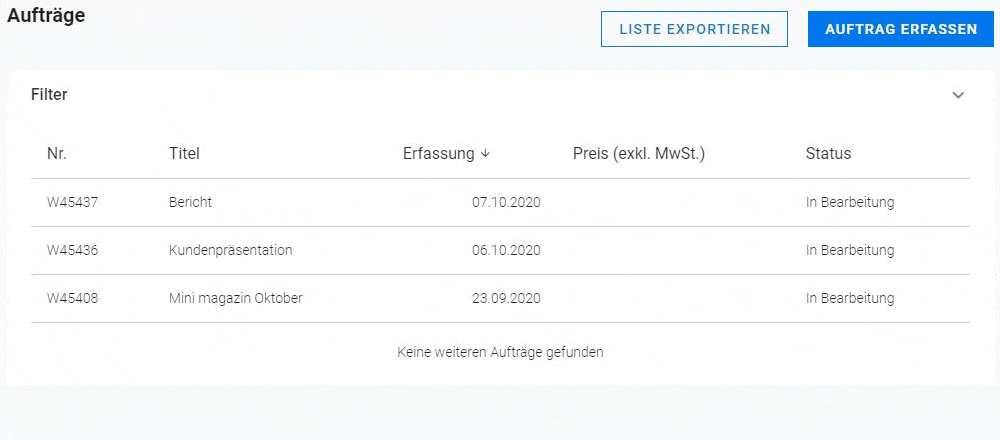 Aufträge
LISTE EXPORTIEREN AUFTRAG ERFASSEN
Filter
Nr. Titel Erfassung ↓ Preis (exkl. MwSt.) Status
W45437 Bericht 07.10.2020 In Bearbeitung
W45436 Kundenpräsentation 06.10.2020 In Bearbeitung
W45408 Mini magazin Oktober 23.09.2020 In Bearbeitung
Keine weiteren Aufträge gefunden